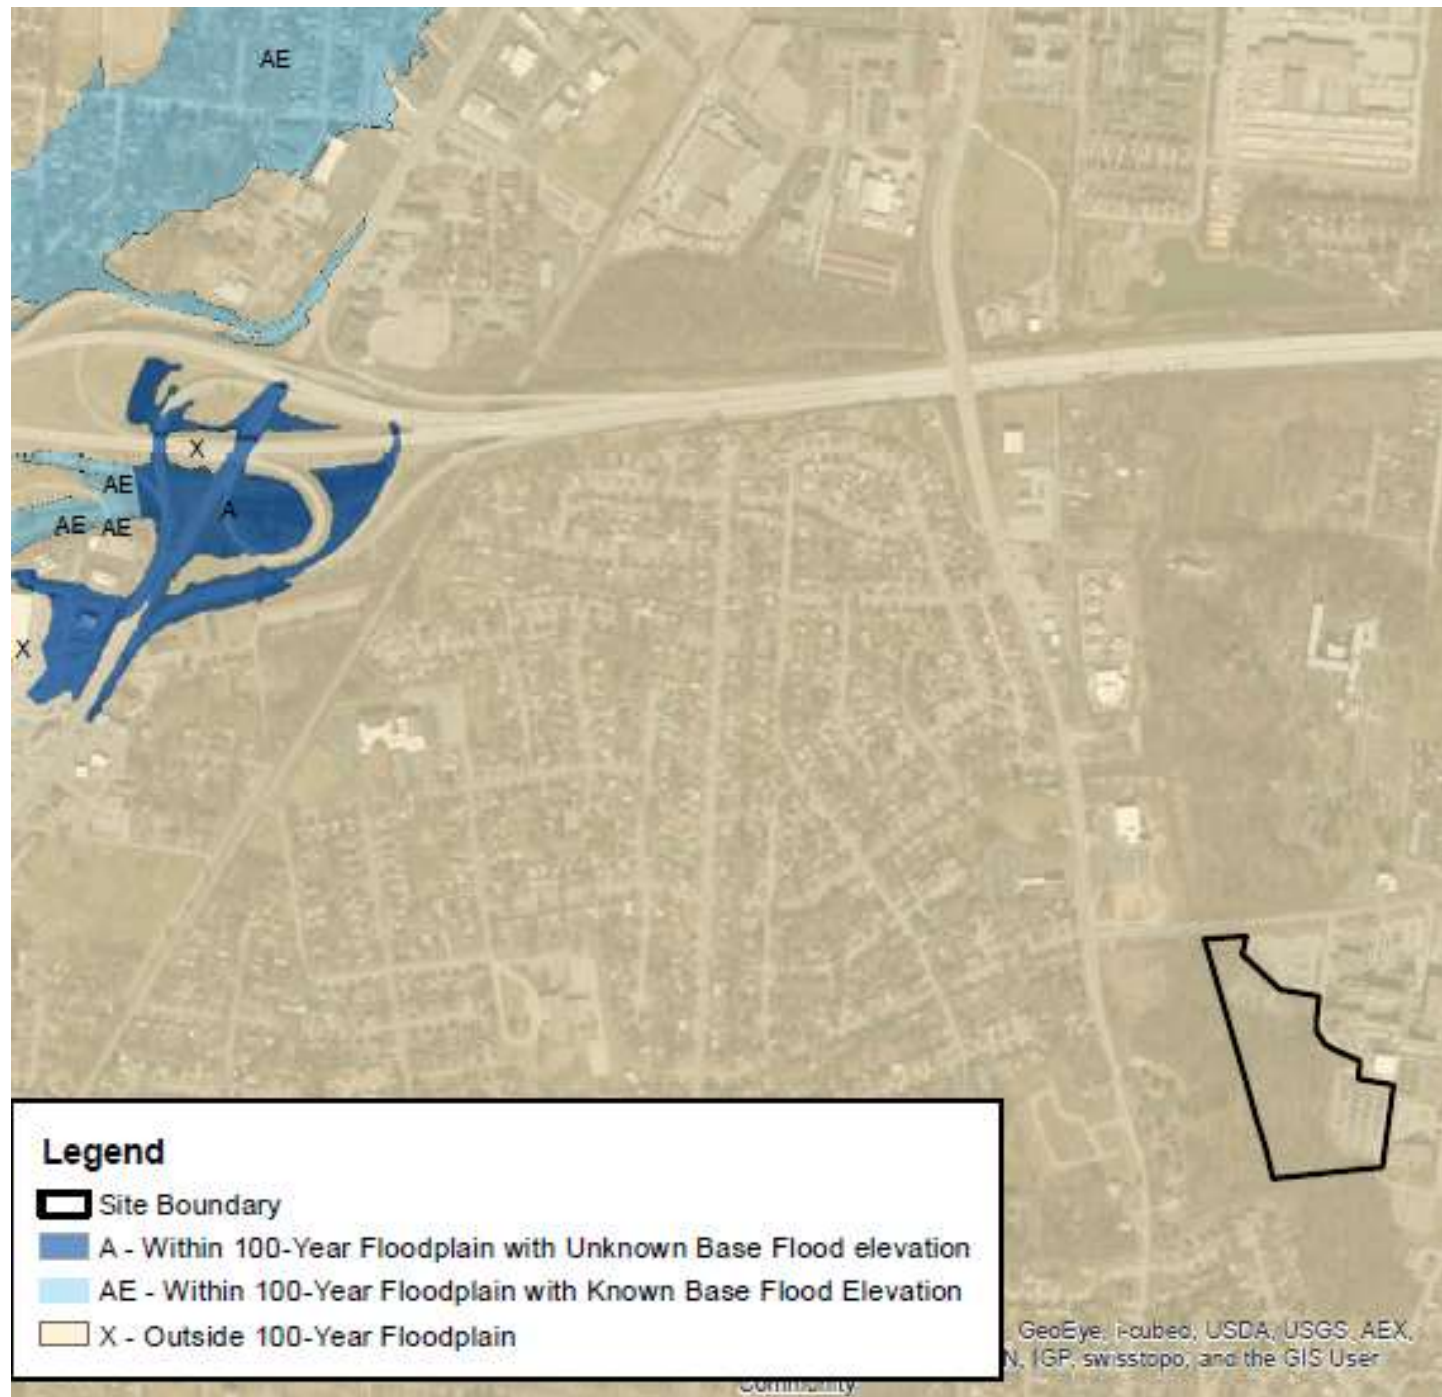 AE
X
AE
A
AE AE
X
Legend
Site Boundary
A - Within 100-Year Floodplain with Unknown Base Flood elevation
AE - Within 100-Year Floodplain with Known Base Flood Elevation
X - Outside 100-Year Floodplain
GeoEye, i-cubed, USDA, USGS, AEX,
N, IGP, swisstopo, and the GIS User
Community